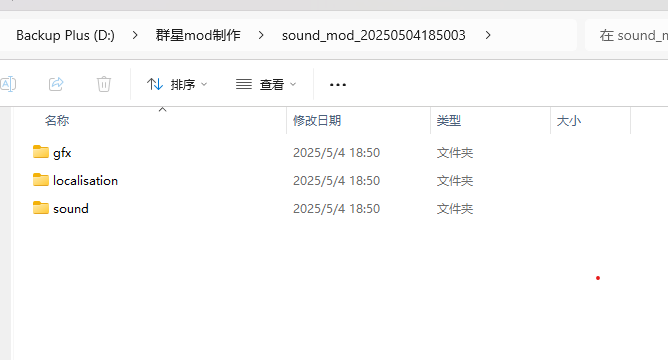 Backup Plus (D:) > 群星mod制作 > sound_mod_20250504185003 > 在 sound_m
排序 查看 ...
名称 修改日期 类型 大小
gfx 2025/5/4 18:50 文件夹
localisation 2025/5/4 18:50 文件夹
sound 2025/5/4 18:50 文件夹